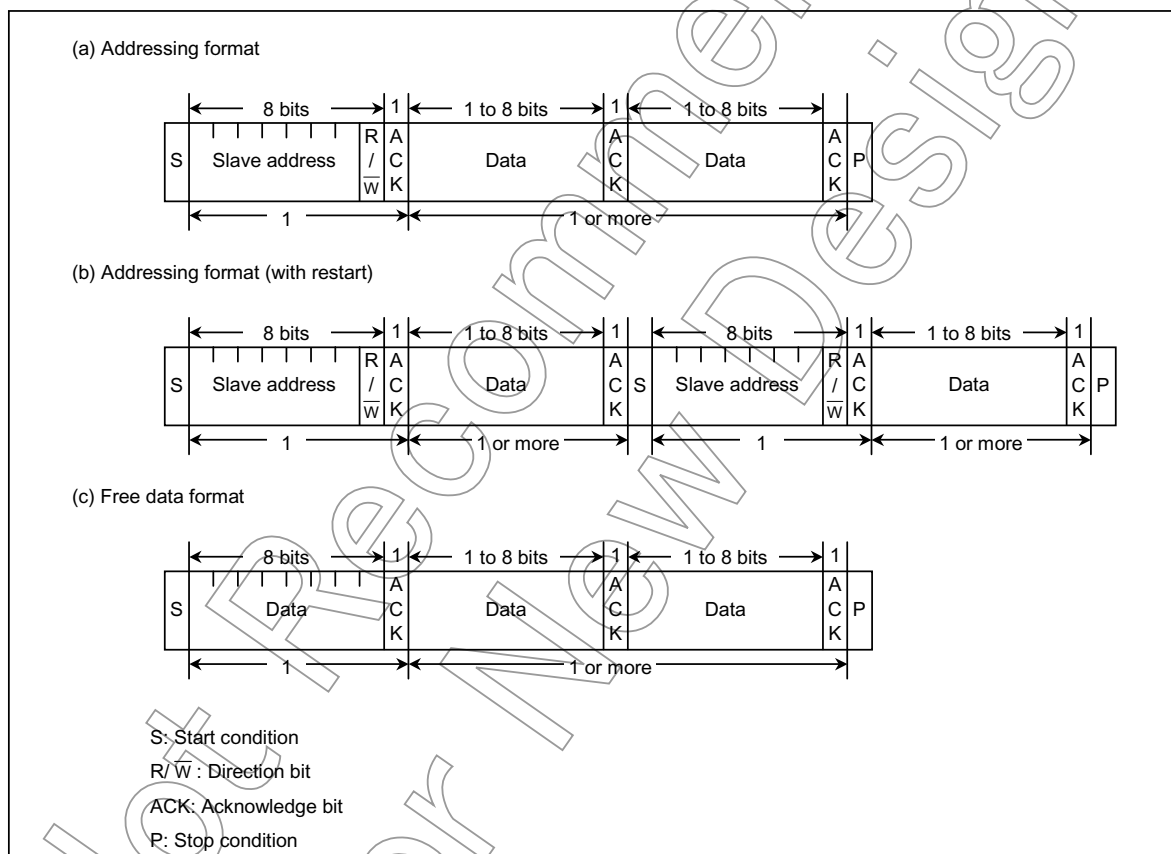 (a) Addressing format
8 bits 1 1 to 8 bits 1 1 to 8 bits
S Slave address R/W̅ ACK Data ACK Data ACK P
1 1 or more
(b) Addressing format (with restart)
8 bits 1 1 to 8 bits 1 8 bits 1 1 to 8 bits 1
S Slave address R/W̅ ACK Data ACK S Slave address R/W̅ ACK Data ACK P
1 1 or more 1 1 or more
(c) Free data format
8 bits 1 1 to 8 bits 1 1 to 8 bits 1
S Data ACK Data ACK Data ACK P
1 1 or more
S: Start condition
R/W̅ : Direction bit
ACK: Acknowledge bit
P: Stop condition
Not Recomme
r New Desig